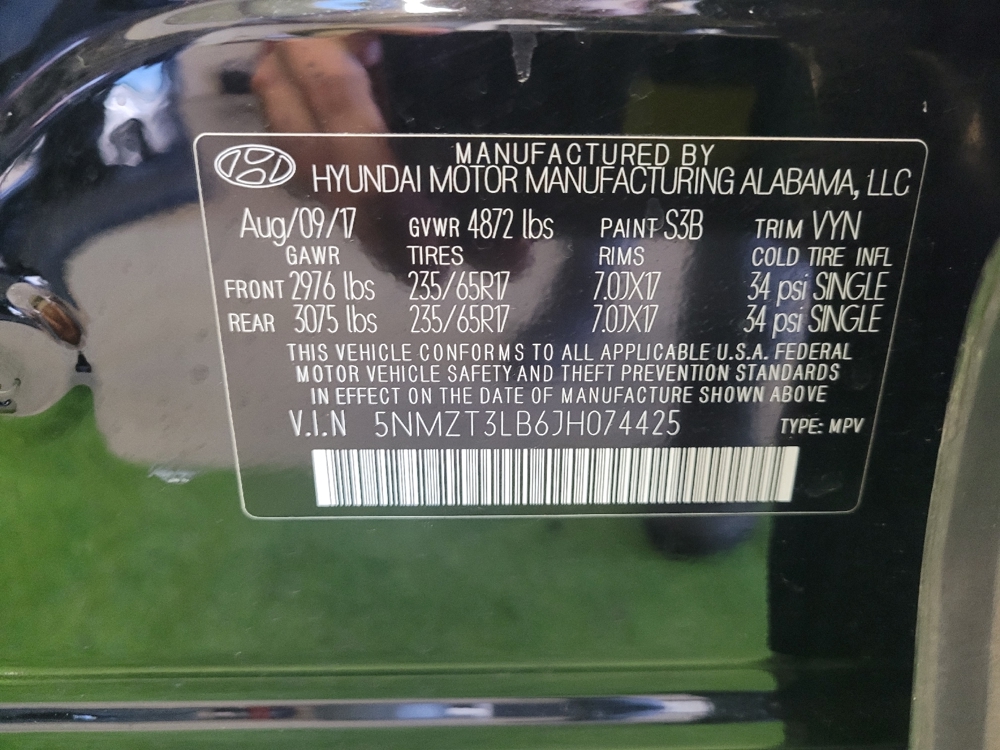 MANUFACTURED BY
HYUNDAI MOTOR MANUFACTURING ALABAMA, LLC
Aug/09/17 GVWR 4872 lbs PAINT S3B TRIM VYN
GAWR TIRES RIMS COLD TIRE INFL
FRONT 2976 lbs 235/65R17 7.0JX17 34 psi SINGLE
REAR 3075 lbs 235/65R17 7.0JX17 34 psi SINGLE
THIS VEHICLE CONFORMS TO ALL APPLICABLE U.S.A. FEDERAL
MOTOR VEHICLE SAFETY AND THEFT PREVENTION STANDARDS
IN EFFECT ON THE DATE OF MANUFACTURE SHOWN ABOVE
V.I.N 5NMZT3LB6JH074425 TYPE: MPV